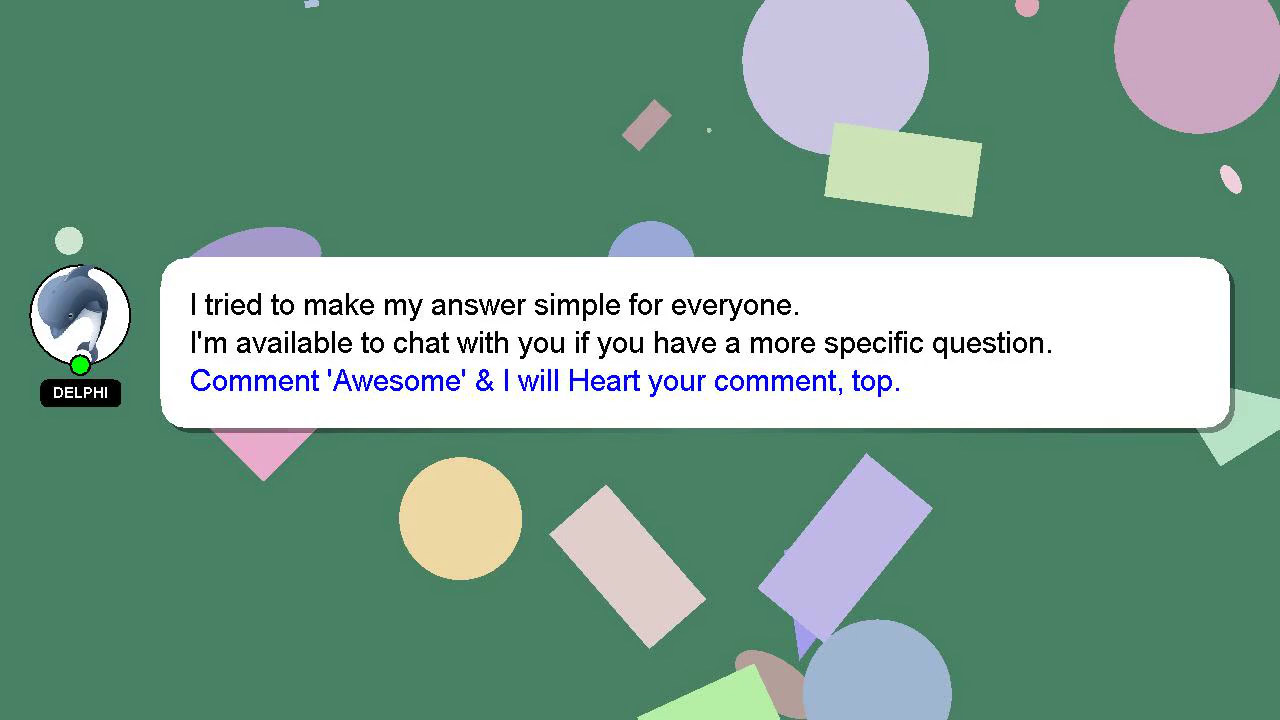 I tried to make my answer simple for everyone.
I'm available to chat with you if you have a more specific question.
Comment 'Awesome' & I will Heart your comment, top.
DELPHI